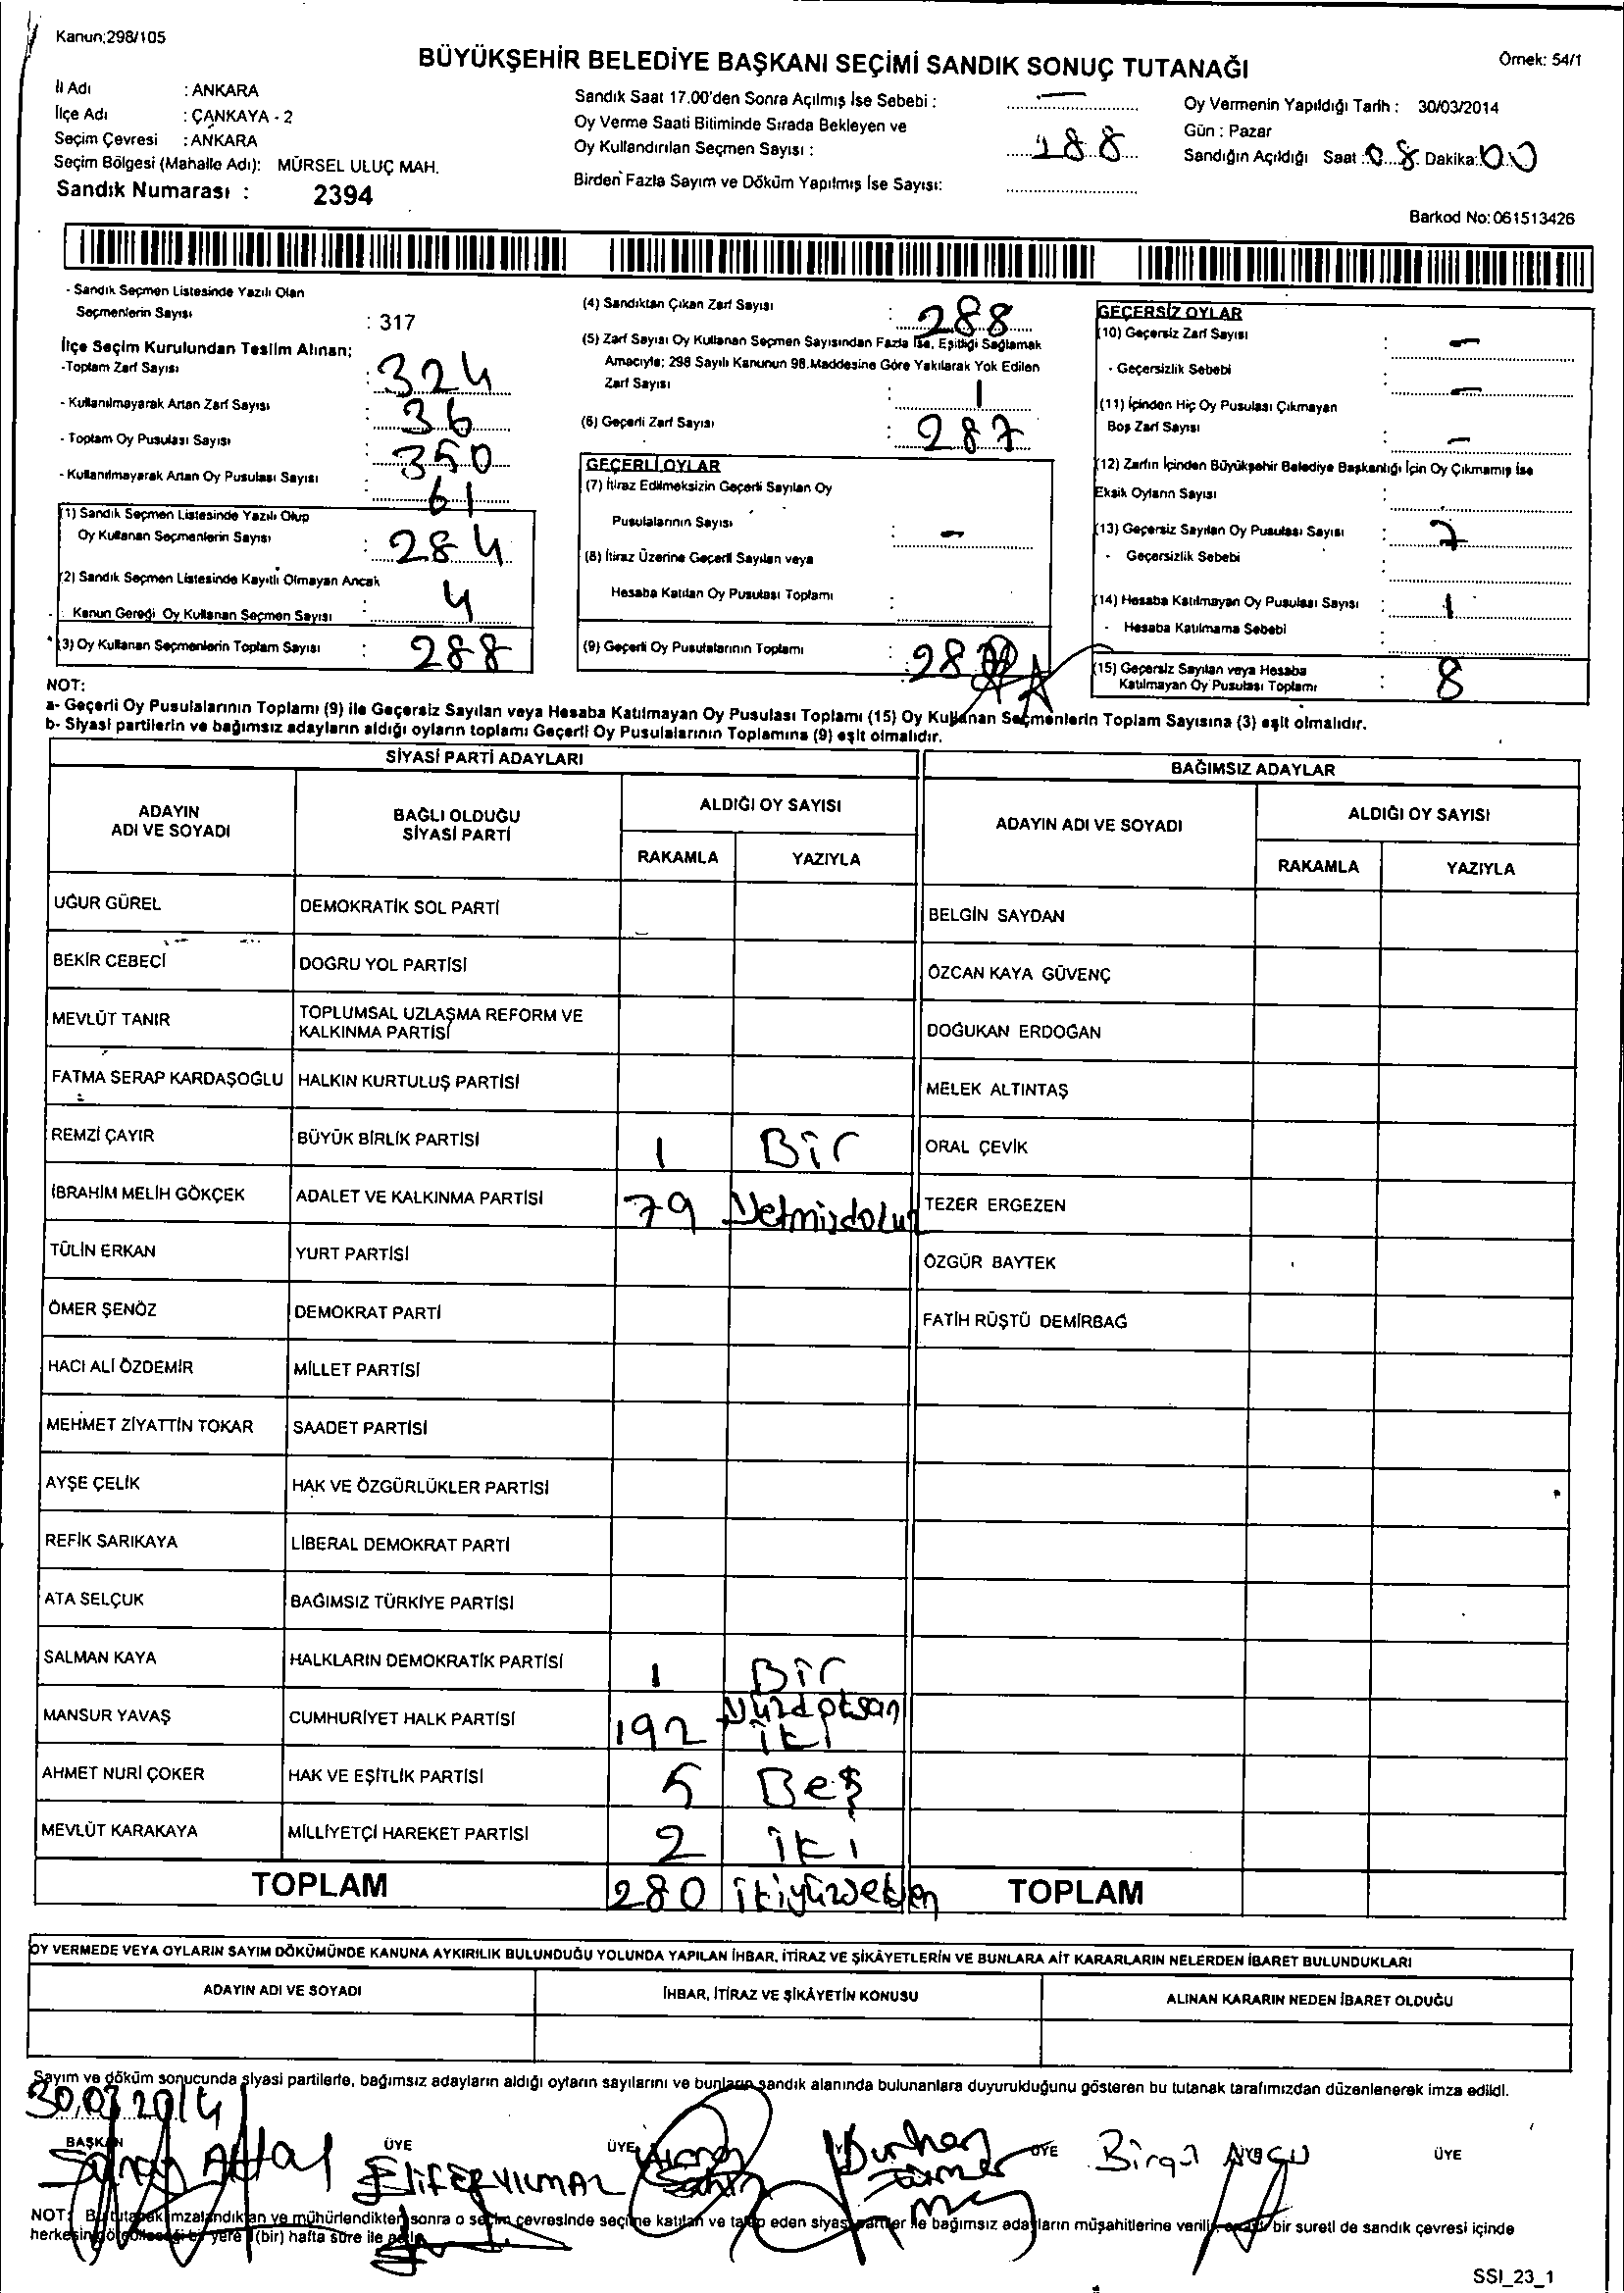 Kanun;298/105
BÜYÜKŞEHİR BELEDİYE BAŞKANI SEÇİMİ SANDIK SONUÇ TUTANAĞI
Örnek: 54/1
İl Adı : ANKARA
İlçe Adı : ÇANKAYA - 2
Seçim Çevresi : ANKARA
Seçim Bölgesi (Mahalle Adı): MÜRSEL ULUÇ MAH.
Sandık Numarası : 2394
Sandık Saat 17.00'den Sonra Açılmış İse Sebebi : —
Oy Verme Saati Bitiminde Sırada Bekleyen ve
Oy Kullandırılan Seçmen Sayısı : 288
Birden Fazla Sayım ve Döküm Yapılmış İse Sayısı:
Oy Vermenin Yapıldığı Tarih : 30/03/2014
Gün : Pazar
Sandığın Açıldığı Saat : 08 Dakika: 00
Barkod No: 061513426
- Sandık Seçmen Listesinde Yazılı Olan
Seçmenlerin Sayısı : 317
İlçe Seçim Kurulundan Teslim Alınan;
-Toplam Zarf Sayısı : 324
- Kullanılmayarak Artan Zarf Sayısı : 36
- Toplam Oy Pusulası Sayısı : 350
- Kullanılmayarak Artan Oy Pusulası Sayısı : 61
(1) Sandık Seçmen Listesinde Yazılı Olup
Oy Kullanan Seçmenlerin Sayısı : 284
(2) Sandık Seçmen Listesinde Kayıtlı Olmayan Ancak
Kanun Gereği Oy Kullanan Seçmen Sayısı : 4
(3) Oy Kullanan Seçmenlerin Toplam Sayısı : 288
(4) Sandıktan Çıkan Zarf Sayısı : 288
(5) Zarf Sayısı Oy Kullanan Seçmen Sayısından Fazla İse, Eşitliği Sağlamak
Amacıyla; 298 Sayılı Kanunun 98.Maddesine Göre Yakılarak Yok Edilen
Zarf Sayısı : 1
(6) Geçerli Zarf Sayısı : 287
GEÇERLİ OYLAR
(7) İtiraz Edilmeksizin Geçerli Sayılan Oy
Pusulalarının Sayısı : -
(8) İtiraz Üzerine Geçerli Sayılan veya
Hesaba Katılan Oy Pusulası Toplamı :
(9) Geçerli Oy Pusulalarının Toplamı :
GEÇERSİZ OYLAR
(10) Geçersiz Zarf Sayısı : -
- Geçersizlik Sebebi : -
(11) İçinden Hiç Oy Pusulası Çıkmayan
Boş Zarf Sayısı : -
(12) Zarfın İçinden Büyükşehir Belediye Başkanlığı İçin Oy Çıkmamış İse
Eksik Oyların Sayısı : -
(13) Geçersiz Sayılan Oy Pusulası Sayısı : 7
- Geçersizlik Sebebi :
(14) Hesaba Katılmayan Oy Pusulası Sayısı : 1
- Hesaba Katılmama Sebebi :
(15) Geçersiz Sayılan veya Hesaba
Katılmayan Oy Pusulası Toplamı : 8
NOT:
a- Geçerli Oy Pusulalarının Toplamı (9) ile Geçersiz Sayılan veya Hesaba Katılmayan Oy Pusulası Toplamı (15) Oy Kullanan Seçmenlerin Toplam Sayısına (3) eşit olmalıdır.
b- Siyasi partilerin ve bağımsız adayların aldığı oyların toplamı Geçerli Oy Pusulalarının Toplamına (9) eşit olmalıdır.
SİYASİ PARTİ ADAYLARI
BAĞIMSIZ ADAYLAR
ADAYIN ADI VE SOYADI
BAĞLI OLDUĞU SİYASİ PARTİ
ALDIĞI OY SAYISI
RAKAMLA YAZIYLA
ADAYIN ADI VE SOYADI
ALDIĞI OY SAYISI
RAKAMLA YAZIYLA
UĞUR GÜREL DEMOKRATİK SOL PARTİ BELGİN SAYDAN
BEKİR CEBECİ DOĞRU YOL PARTİSİ ÖZCAN KAYA GÜVENÇ
MEVLÜT TANIR TOPLUMSAL UZLAŞMA REFORM VE KALKINMA PARTİSİ DOĞUKAN ERDOĞAN
FATMA SERAP KARDAŞOĞLU HALKIN KURTULUŞ PARTİSİ MELEK ALTINTAŞ
REMZİ ÇAYIR BÜYÜK BİRLİK PARTİSİ 1 Bir ORAL ÇEVİK
İBRAHİM MELİH GÖKÇEK ADALET VE KALKINMA PARTİSİ 79 Yetmişdokuz TEZER ERGEZEN
TÜLİN ERKAN YURT PARTİSİ ÖZGÜR BAYTEK
ÖMER ŞENÖZ DEMOKRAT PARTİ FATİH RÜŞTÜ DEMİRBAĞ
HACI ALİ ÖZDEMİR MİLLET PARTİSİ
MEHMET ZİYATTİN TOKAR SAADET PARTİSİ
AYŞE ÇELİK HAK VE ÖZGÜRLÜKLER PARTİSİ
REFİK SARIKAYA LİBERAL DEMOKRAT PARTİ
ATA SELÇUK BAĞIMSIZ TÜRKİYE PARTİSİ
SALMAN KAYA HALKLARIN DEMOKRATİK PARTİSİ 1 Bir
MANSUR YAVAŞ CUMHURİYET HALK PARTİSİ 192 Yüzdoksan iki
AHMET NURİ ÇOKER HAK VE EŞİTLİK PARTİSİ 5 Beş
MEVLÜT KARAKAYA MİLLİYETÇİ HAREKET PARTİSİ 2 iki
TOPLAM 280 ikiyüzseksen TOPLAM
OY VERMEDE VEYA OYLARIN SAYIM DÖKÜMÜNDE KANUNA AYKIRILIK BULUNDUĞU YOLUNDA YAPILAN İHBAR, İTİRAZ VE ŞİKÂYETLERİN VE BUNLARA AİT KARARLARIN NELERDEN İBARET BULUNDUKLARI
ADAYIN ADI VE SOYADI İHBAR, İTİRAZ VE ŞİKÂYETİN KONUSU ALINAN KARARIN NEDEN İBARET OLDUĞU
Sayım ve döküm sonucunda siyasi partilerle, bağımsız adayların aldığı oyların sayılarını ve bunların sandık alanında bulunanlara duyurulduğunu gösteren bu tutanak tarafımızdan düzenlenerek imza edildi.
30.03.2014
BAŞKAN ÜYE ÜYE ÜYE ÜYE ÜYE
Elif ERYILMAZ Burhan Birgül
NOT: Bu tutanak imzalandıktan ve mühürlendikten sonra o seçim çevresinde seçime katılan ve talep eden siyasi partiler ile bağımsız adayların müşahitlerine verilir, bir sureti de sandık çevresi içinde
herkesin görebileceği bir yere 1 (bir) hafta süre ile
SSI_23_1